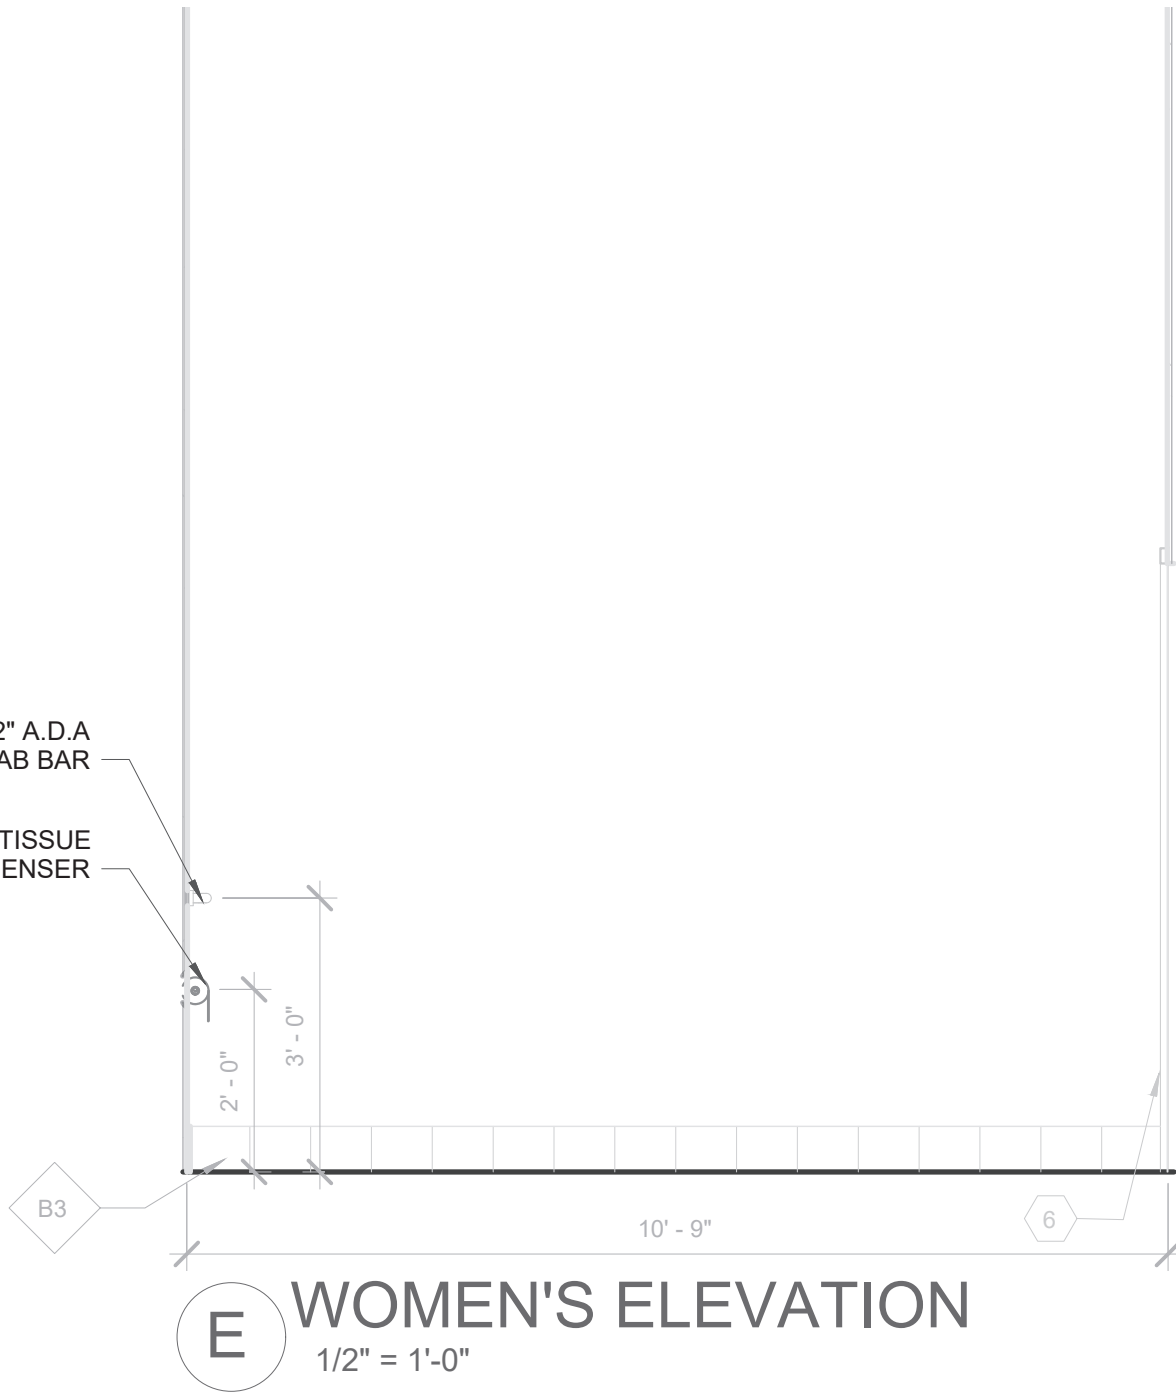 2" A.D.A
AB BAR
TISSUE
ENSER
3' - 0"
2' - 0"
B3
10' - 9"
6
E
WOMEN'S ELEVATION
1/2" = 1'-0"